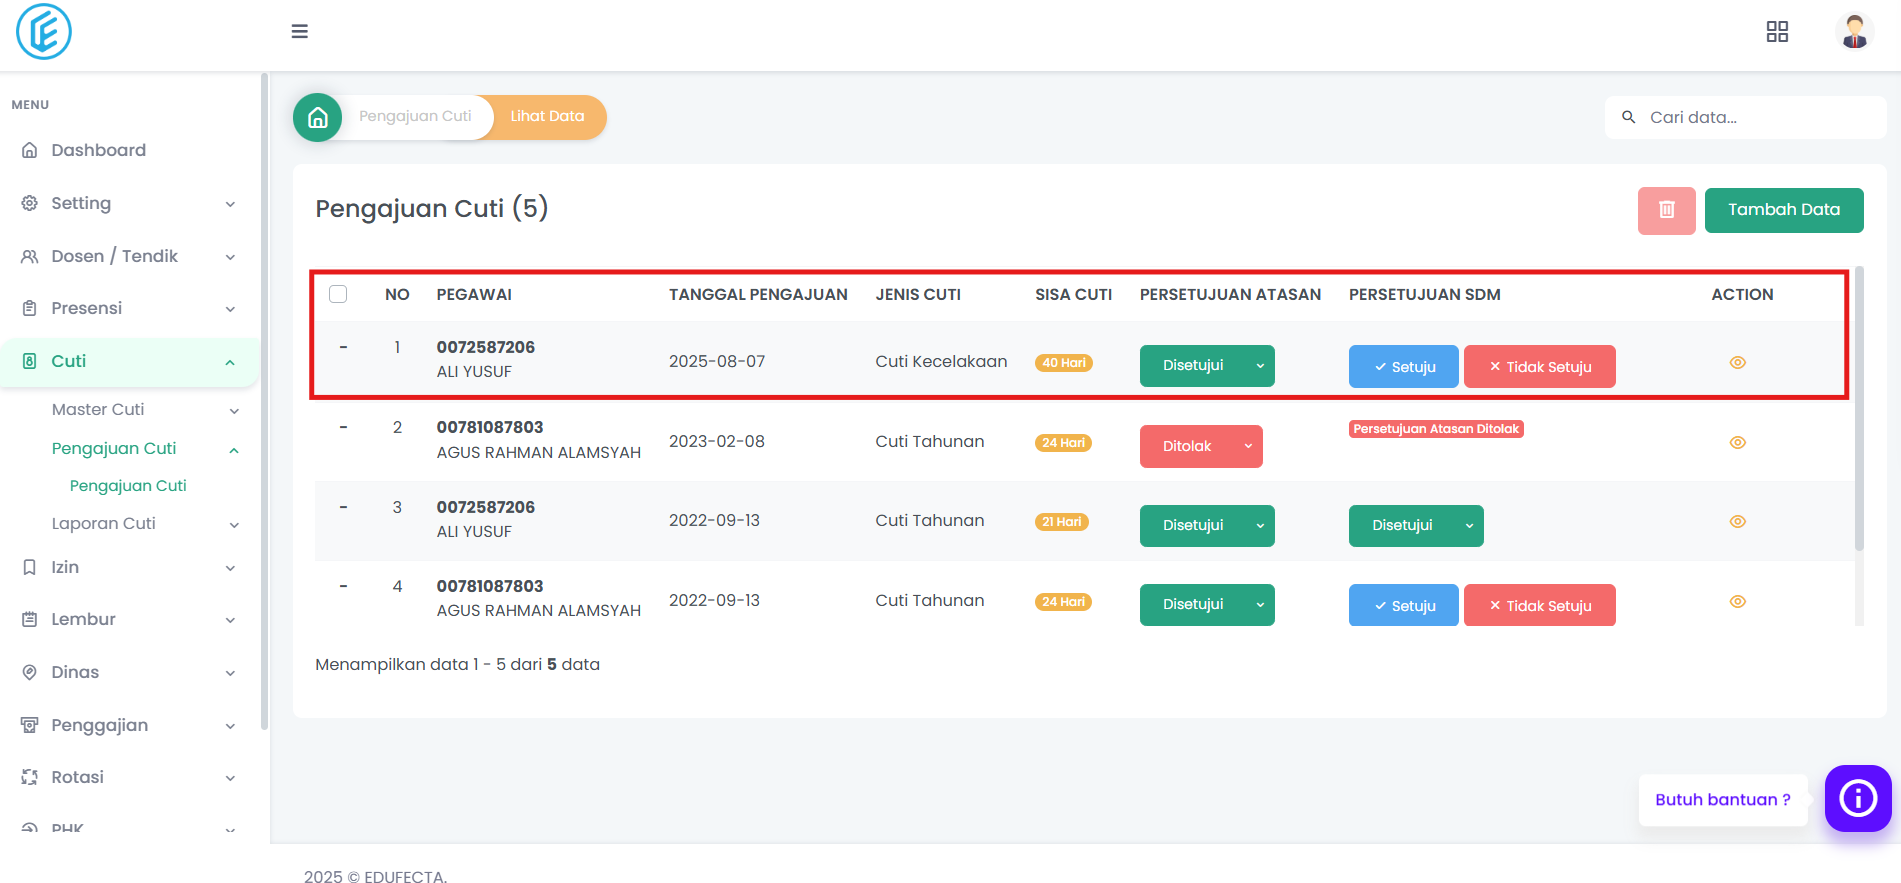 MENU
Dashboard
Setting
Dosen / Tendik
Presensi
Cuti
Master Cuti
Pengajuan Cuti
Pengajuan Cuti
Laporan Cuti
Izin
Lembur
Dinas
Penggajian
Rotasi
PHK
Pengajuan Cuti Lihat Data
Cari data...
Pengajuan Cuti (5)
Tambah Data
NO PEGAWAI TANGGAL PENGAJUAN JENIS CUTI SISA CUTI PERSETUJUAN ATASAN PERSETUJUAN SDM ACTION
- 1 0072587206 2025-08-07 Cuti Kecelakaan 40 Hari Disetujui Setuju Tidak Setuju
ALI YUSUF
- 2 00781087803 2023-02-08 Cuti Tahunan 24 Hari Ditolak Persetujuan Atasan Ditolak
AGUS RAHMAN ALAMSYAH
- 3 0072587206 2022-09-13 Cuti Tahunan 21 Hari Disetujui Disetujui
ALI YUSUF
- 4 00781087803 2022-09-13 Cuti Tahunan 24 Hari Disetujui Setuju Tidak Setuju
AGUS RAHMAN ALAMSYAH
Menampilkan data 1 - 5 dari 5 data
Butuh bantuan ?
2025 © EDUFECTA.